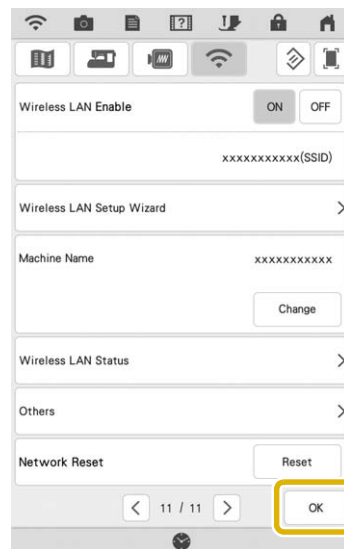 ?
Wireless LAN Enable ON OFF
xxxxxxxxxxx(SSID)
Wireless LAN Setup Wizard
Machine Name xxxxxxxxxxx
Change
Wireless LAN Status
Others
Network Reset Reset
11 / 11 OK